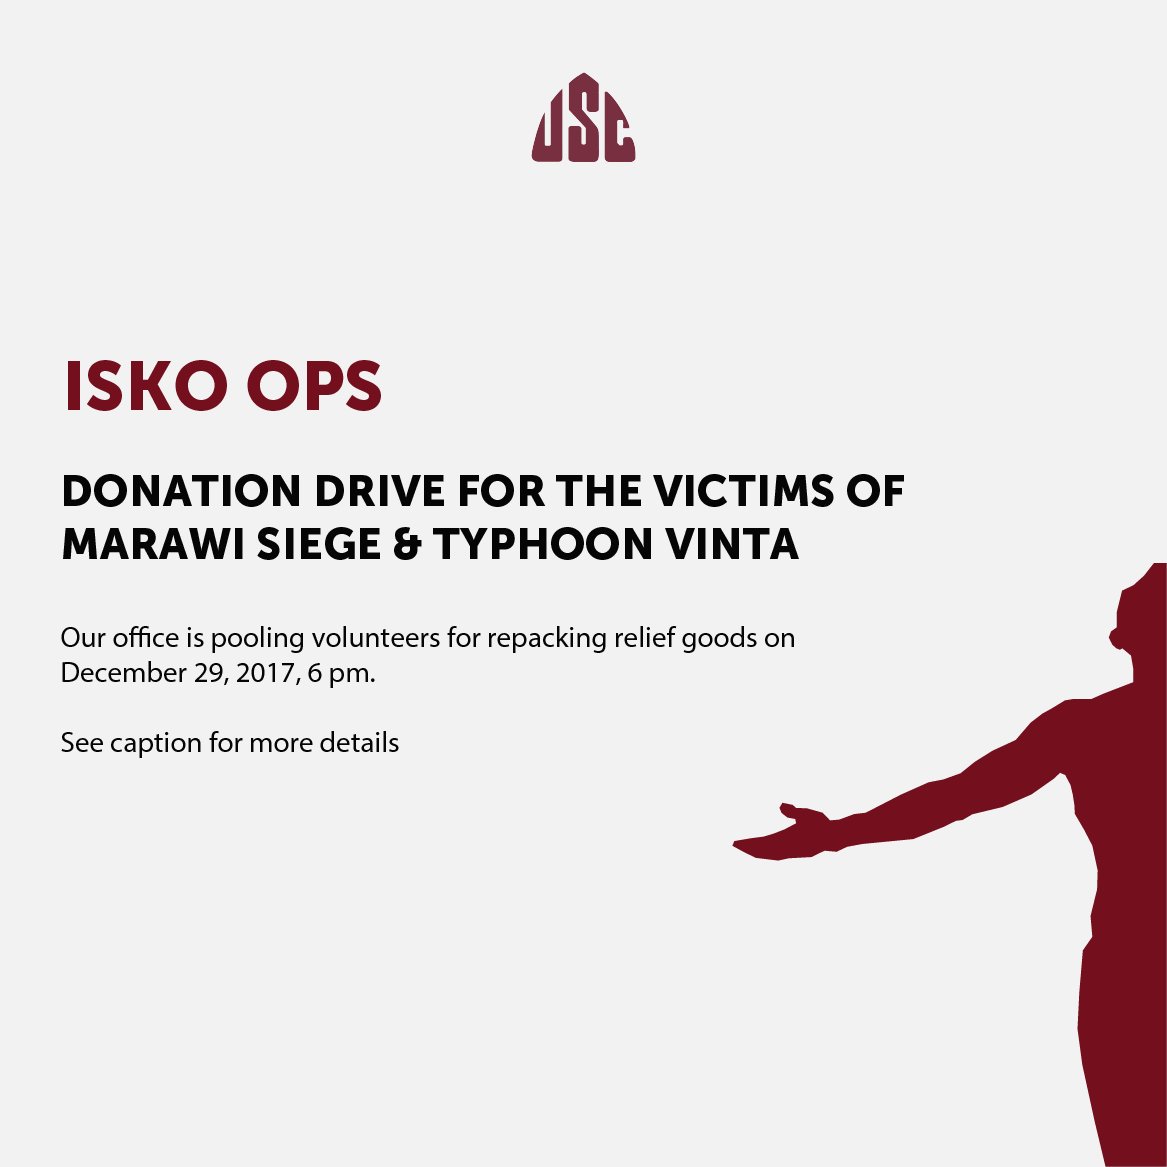 USC
ISKO OPS
DONATION DRIVE FOR THE VICTIMS OF
MARAWI SIEGE & TYPHOON VINTA
Our office is pooling volunteers for repacking relief goods on
December 29, 2017, 6 pm.
See caption for more details